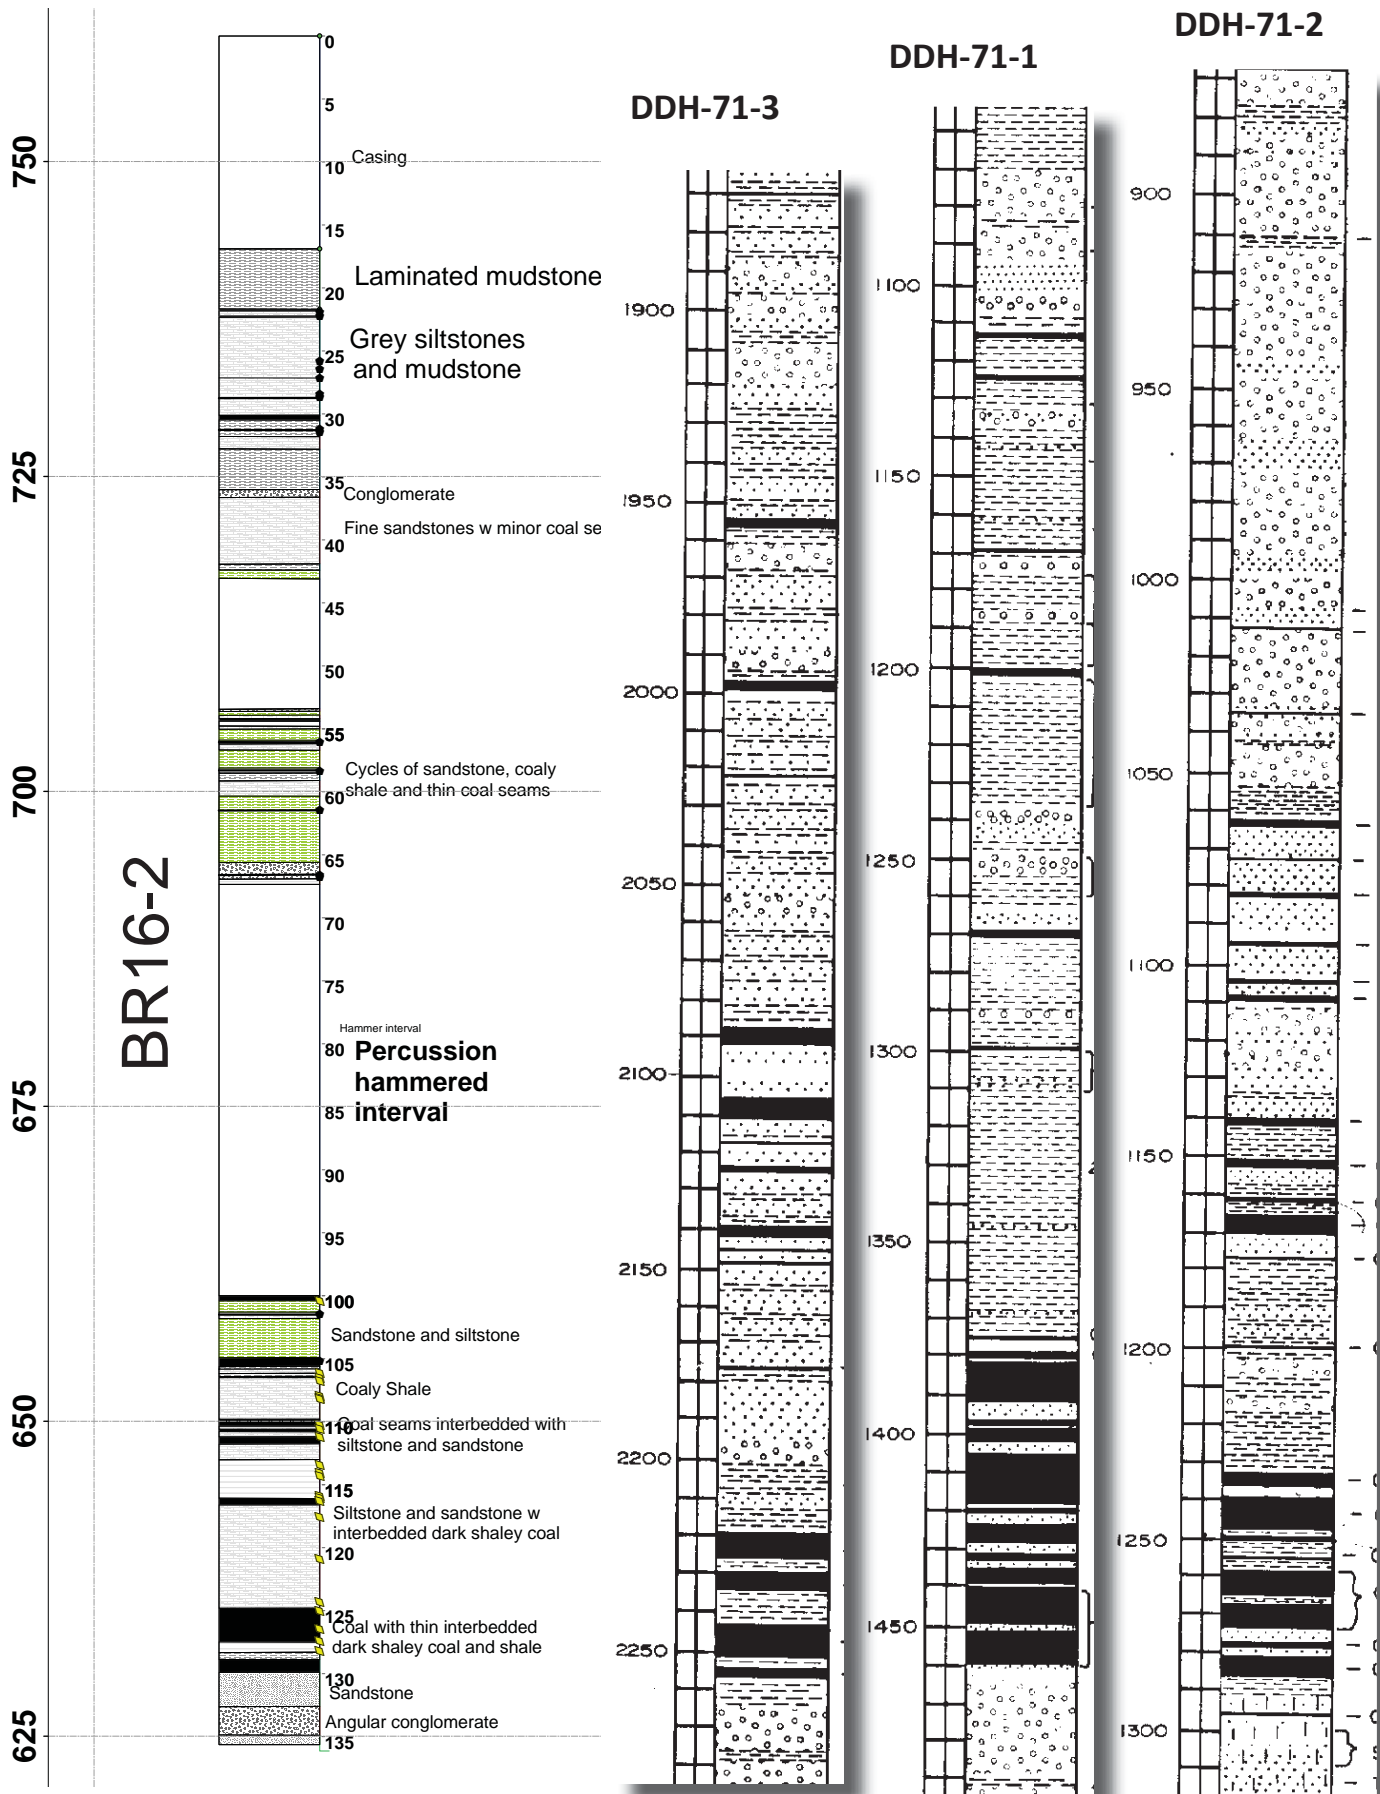 DDH-71-2
DDH-71-1
DDH-71-3
BR16-2
750
725
700
675
650
625
0
5
10
15
20
25
30
35
40
45
50
55
60
65
70
75
80
85
90
95
100
105
110
115
120
125
130
135
Casing
Laminated mudstone
Grey siltstones
and mudstone
Conglomerate
Fine sandstones w minor coal se
Cycles of sandstone, coaly
shale and thin coal seams
Hammer interval
Percussion
hammered
interval
Sandstone and siltstone
Coaly Shale
Coal seams interbedded with
siltstone and sandstone
Siltstone and sandstone w
interbedded dark shaley coal
Coal with thin interbedded
dark shaley coal and shale
Sandstone
Angular conglomerate
1900
1950
2000
2050
2100
2150
2200
2250
1100
1150
1200
1250
1300
1350
1400
1450
900
950
1000
1050
1100
1150
1200
1250
1300